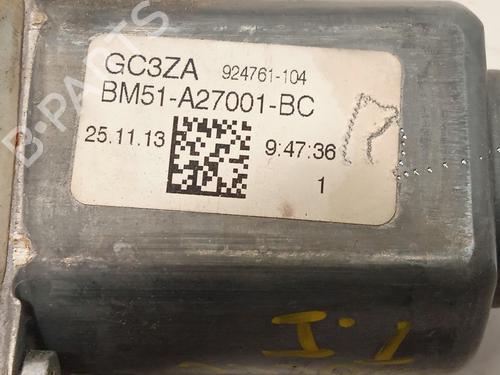 GC3ZA 924761-104
BM51-A27001-BC
25.11.13 9:47:36
1
R
B-PARTS